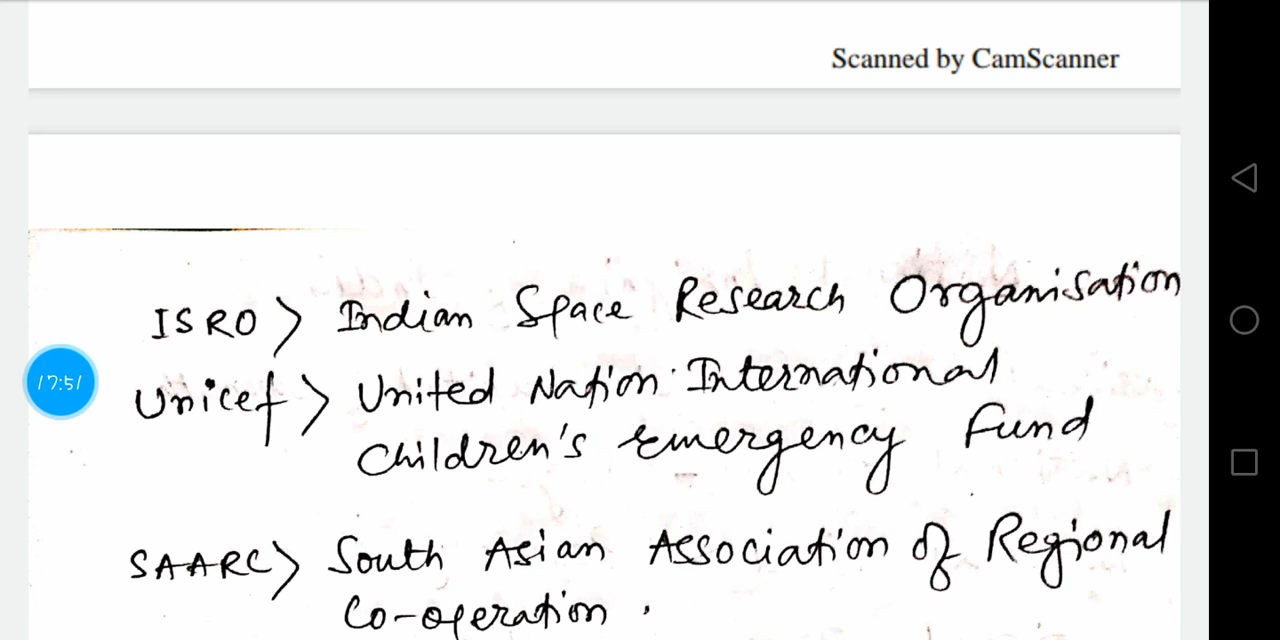 Scanned by CamScanner
ISRO > Indian Space Research Organisation
17:51
Unicef > United Nation International
Children's Emergency Fund
SAARC > South Asian Association of Regional
Co-operation.